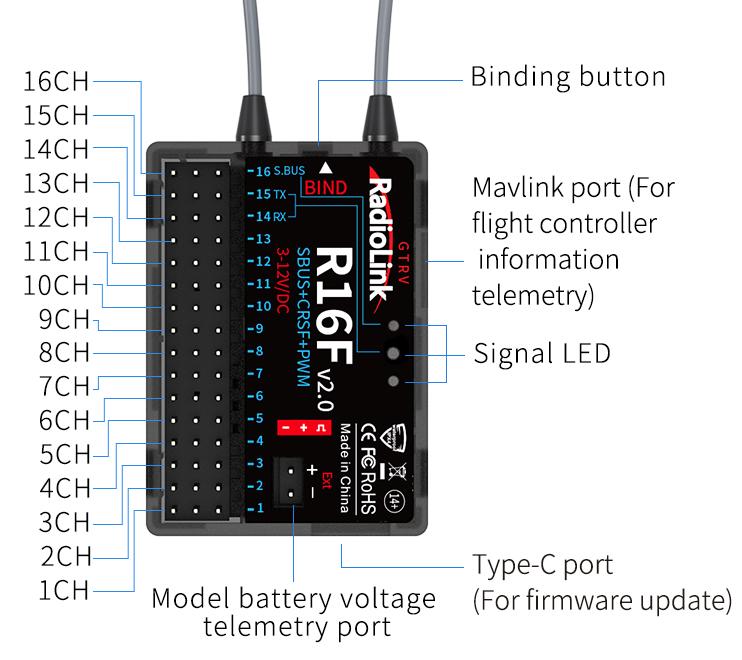 16CH
15CH
14CH
13CH
12CH
11CH
10CH
9CH
8CH
7CH
6CH
5CH
4CH
3CH
2CH
1CH
Binding button
Mavlink port (For
flight controller
information
telemetry)
Signal LED
Type-C port
(For firmware update)
Model battery voltage
telemetry port
-16 S.BUS
-15 TX
-14 RX
-13
-12
-11
-10
-9
-8
-7
-6
-5
-4
-3
-2
-1
BIND
RadioLink
GTRV
R16F v2.0
SBUS+CRSF+PWM
3-12V/DC
- +
Ext
+ -
Made in China
CE FC RoHS
14+